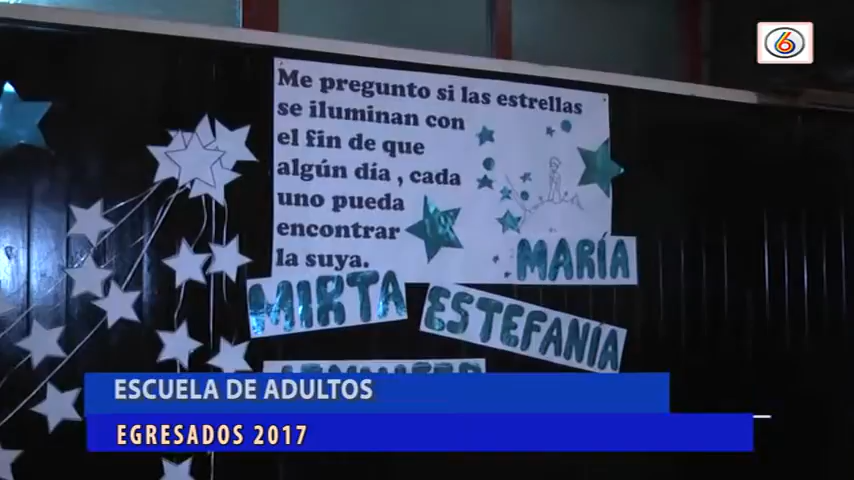 6
Me pregunto si las estrellas
se iluminan con
el fin de que
algún día , cada
uno pueda
encontrar
la suya.
MARÍA
MIRTA
ESTEFANÍA
ESCUELA DE ADULTOS
EGRESADOS 2017